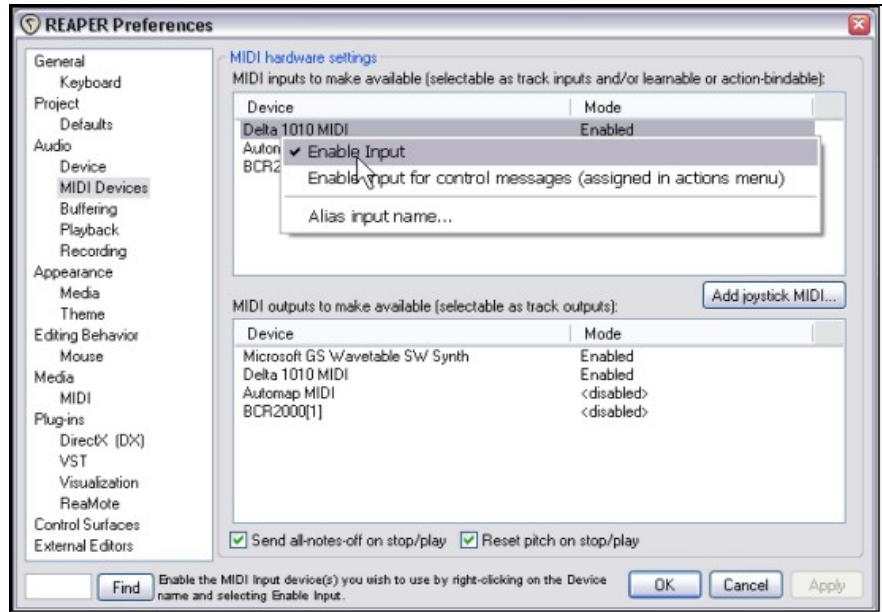 REAPER Preferences
General
Keyboard
Project
Defaults
Audio
Device
MIDI Devices
Buffering
Playback
Recording
Appearance
Media
Theme
Editing Behavior
Mouse
Media
MIDI
Plug-ins
DirectX (DX)
VST
Visualization
ReaMote
Control Surfaces
External Editors
MIDI hardware settings
MIDI inputs to make available (selectable as track inputs and/or learnable or action-bindable):
Device Mode
Delta 1010 MIDI Enabled
Autom
BCR2
✔ Enable Input
Enable input for control messages (assigned in actions menu)
Alias input name...
Add joystick MIDI...
MIDI outputs to make available (selectable as track outputs):
Device Mode
Microsoft GS Wavetable SW Synth Enabled
Delta 1010 MIDI Enabled
Automap MIDI <disabled>
BCR2000[1] <disabled>
Send all-notes-off on stop/play Reset pitch on stop/play
Find
Enable the MIDI Input device(s) you wish to use by right-clicking on the Device
name and selecting Enable Input.
OK Cancel Apply